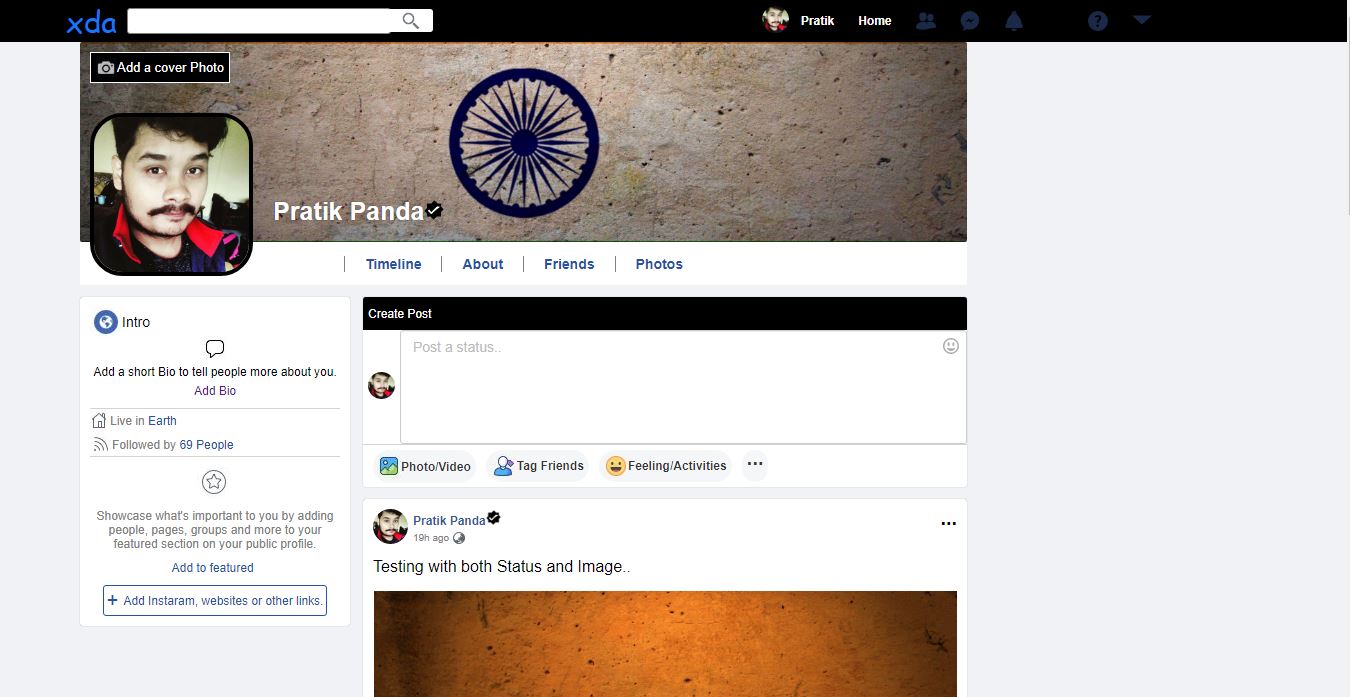 xda
Pratik
Home
?
Add a cover Photo
Pratik Panda
Timeline
About
Friends
Photos
Intro
Add a short Bio to tell people more about you.
Add Bio
Live in Earth
Followed by 69 People
Showcase what's important to you by adding
people, pages, groups and more to your
featured section on your public profile.
Add to featured
+ Add Instaram, websites or other links.
Create Post
Post a status..
Photo/Video
Tag Friends
Feeling/Activities
...
Pratik Panda
...
19h ago
Testing with both Status and Image..